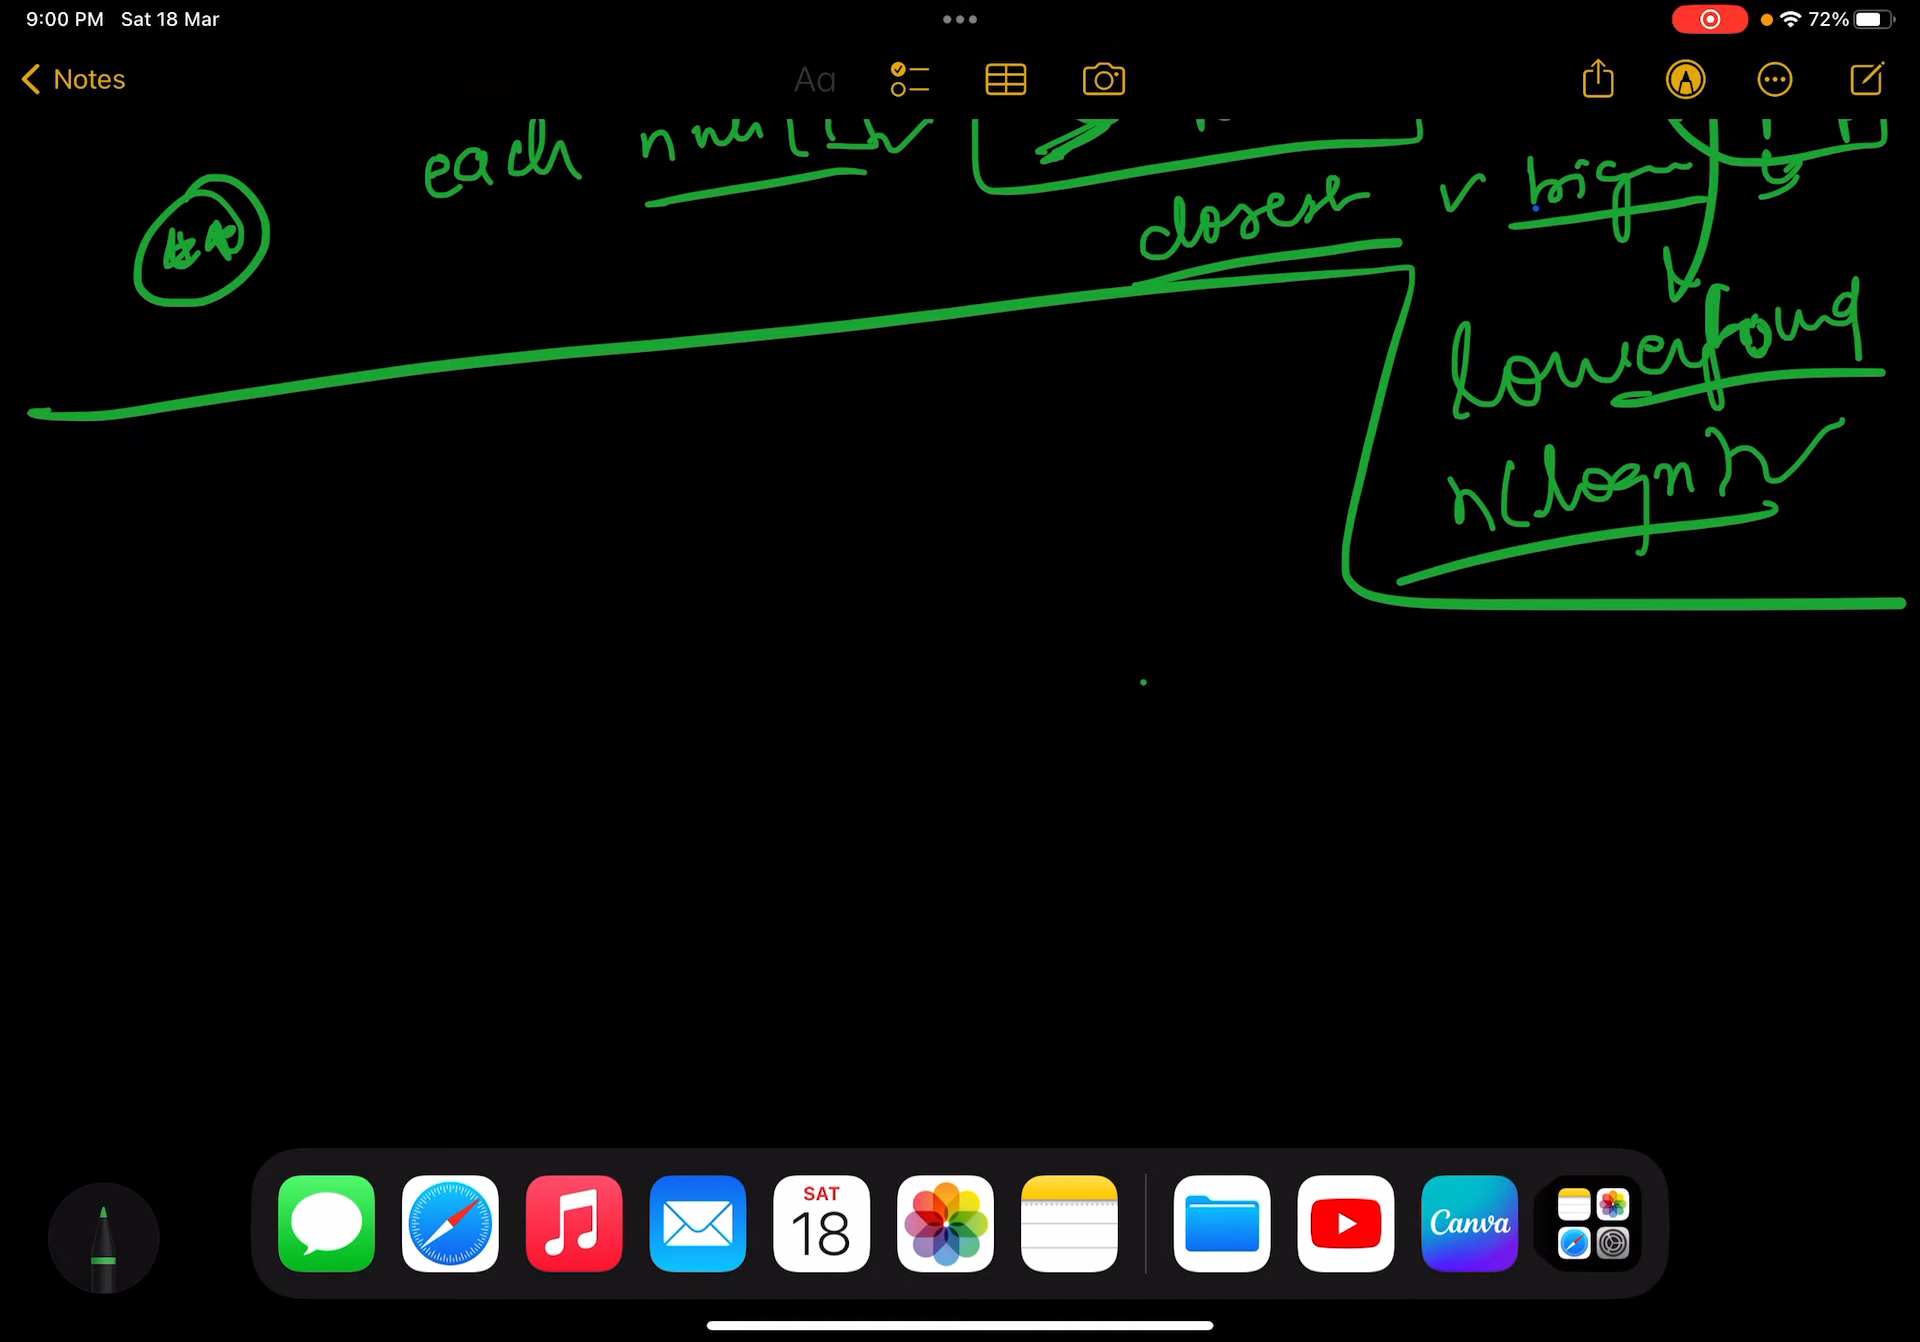 9:00 PM Sat 18 Mar
72%
Notes
Aa
each
closest
lowerbound
n(logn)
SAT
18
Canva